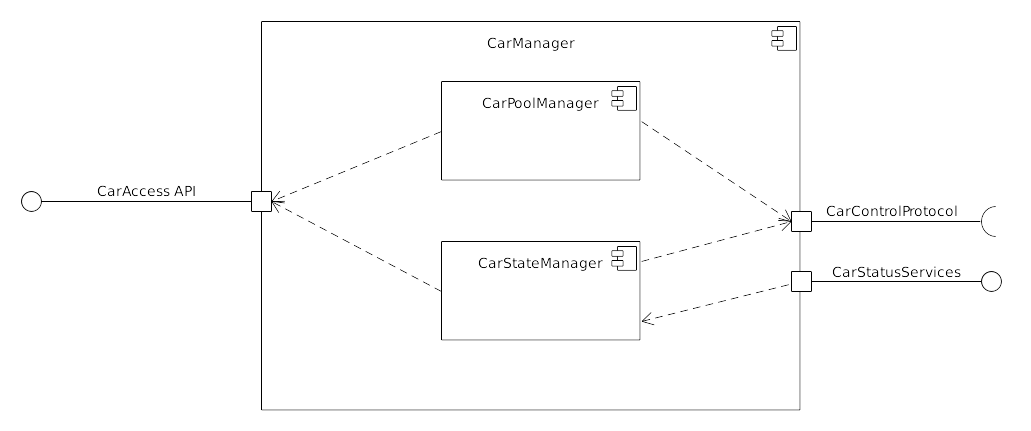 CarManager
CarPoolManager
CarAccess API
CarControlProtocol
CarStateManager
CarStatusServices